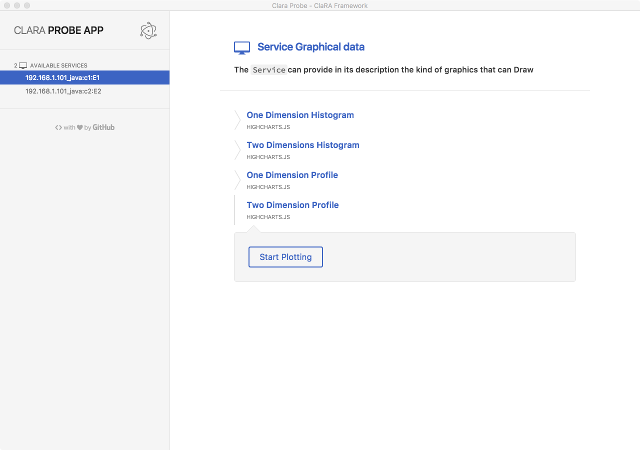 Clara Probe – ClaRA Framework
CLARA PROBE APP
2 AVAILABLE SERVICES
192.168.1.101_java:c1:E1
192.168.1.101_java:c2:E2
<> with ♥ by GitHub
Service Graphical data
The Service can provide in its description the kind of graphics that can Draw
One Dimension Histogram
HIGHCHARTS.JS
Two Dimensions Histogram
HIGHCHARTS.JS
One Dimension Profile
HIGHCHARTS.JS
Two Dimension Profile
HIGHCHARTS.JS
Start Plotting